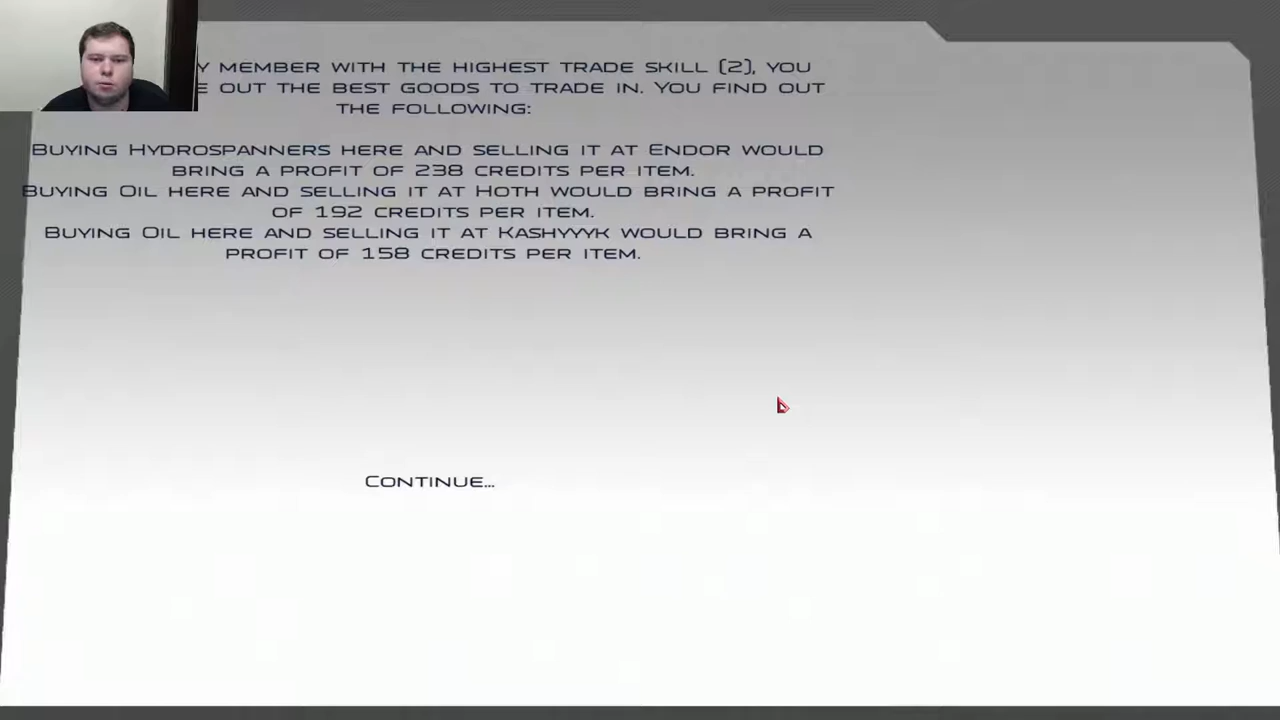 Y MEMBER WITH THE HIGHEST TRADE SKILL (2), YOU
E OUT THE BEST GOODS TO TRADE IN. YOU FIND OUT
THE FOLLOWING:
BUYING HYDROSPANNERS HERE AND SELLING IT AT ENDOR WOULD
BRING A PROFIT OF 238 CREDITS PER ITEM.
BUYING OIL HERE AND SELLING IT AT HOTH WOULD BRING A PROFIT
OF 192 CREDITS PER ITEM.
BUYING OIL HERE AND SELLING IT AT KASHYYYK WOULD BRING A
PROFIT OF 158 CREDITS PER ITEM.
CONTINUE...